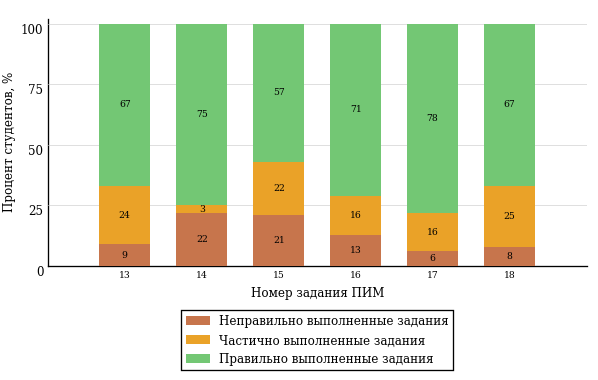 100
75
50
25
0
Процент студентов, %
67 75 57 71 78 67
24 3 22 16 16 25
9 22 21 13 6 8
13 14 15 16 17 18
Номер задания ПИМ
Неправильно выполненные задания
Частично выполненные задания
Правильно выполненные задания